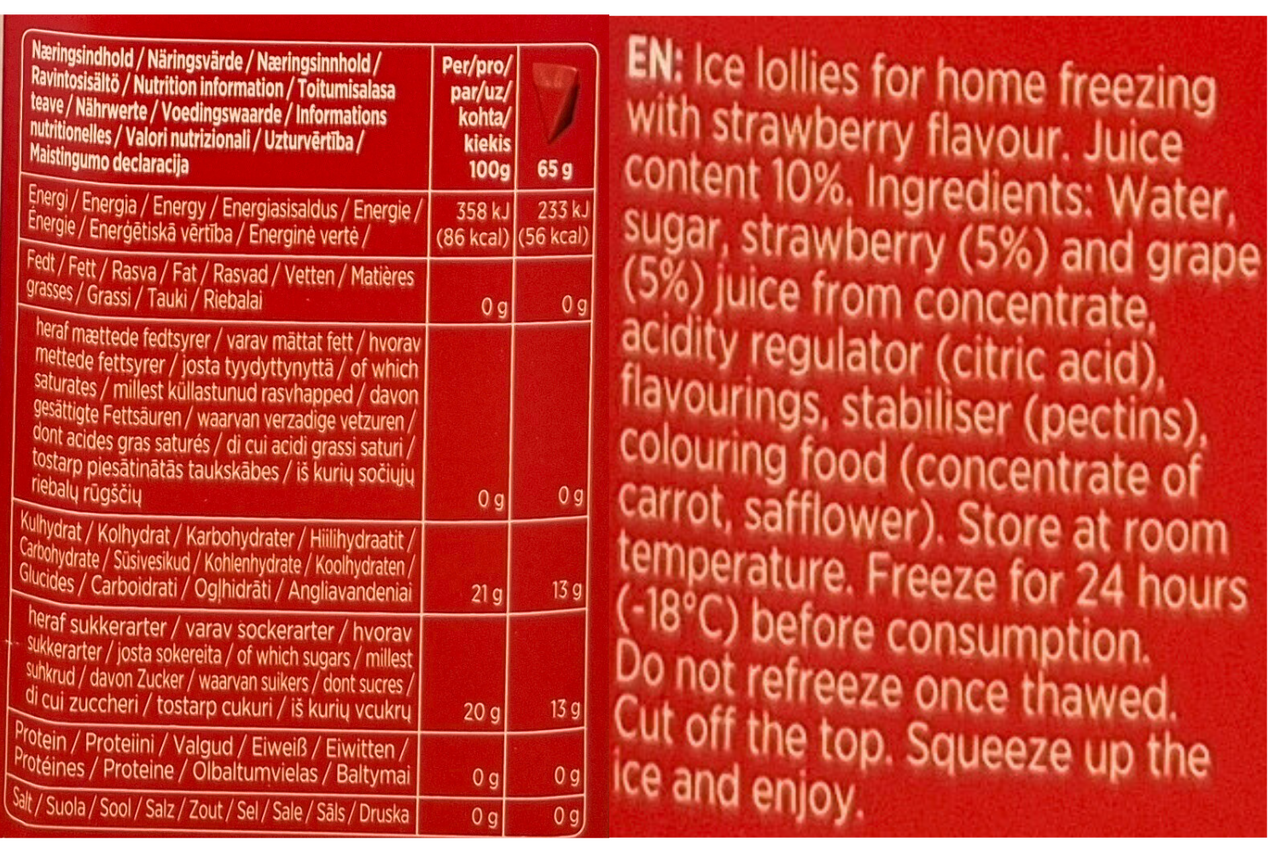 Næringsindhold / Näringsvärde / Næringsinnhold /
Ravintosisältö / Nutrition information / Toitumisalasa
teave / Nährwerte / Voedingswaarde / Informations
nutritionelles / Valori nutrizionali / Uzturvērtība /
Maistingumo declaracija
Per/pro/
par/uz/
kohta/
kiekis
100g
65 g
Energi / Energia / Energy / Energiasisaldus / Energie /
Énergie / Enerģētiskā vērtība / Energinė vertė /
358 kJ
(86 kcal)
233 kJ
(56 kcal)
Fedt / Fett / Rasva / Fat / Rasvad / Vetten / Matières
grasses / Grassi / Tauki / Riebalai
0 g
0 g
heraf mættede fedtsyrer / varav mättat fett / hvorav
mettede fettsyrer / josta tyydyttynyttä / of which
saturates / millest küllastunud rasvhapped / davon
gesättigte Fettsäuren / waarvan verzadige vetzuren /
dont acides gras saturés / di cui acidi grassi saturi /
tostarp piesātinātās taukskābes / iš kurių sočiųjų
riebalų rūgščių
0 g
0 g
Kulhydrat / Kolhydrat / Karbohydrater / Hiilihydraatit /
Carbohydrate / Süsivesikud / Kohlenhydrate / Koolhydraten /
Glucides / Carboidrati / Ogļhidrāti / Angliavandeniai
21 g
13 g
heraf sukkerarter / varav sockerarter / hvorav
sukkerarter / josta sokereita / of which sugars / millest
suhkrud / davon Zucker / waarvan suikers / dont sucres /
di cui zuccheri / tostarp cukuri / iš kurių vcukrų
20 g
13 g
Protein / Proteiini / Valgud / Eiweiß / Eiwitten /
Protéines / Proteine / Olbaltumvielas / Baltymai
0 g
0 g
Salt / Suola / Sool / Salz / Zout / Sel / Sale / Sāls / Druska
0 g
0 g
EN: Ice lollies for home freezing
with strawberry flavour. Juice
content 10%. Ingredients: Water,
sugar, strawberry (5%) and grape
(5%) juice from concentrate,
acidity regulator (citric acid),
flavourings, stabiliser (pectins),
colouring food (concentrate of
carrot, safflower). Store at room
temperature. Freeze for 24 hours
(-18°C) before consumption.
Do not refreeze once thawed.
Cut off the top. Squeeze up the
ice and enjoy.